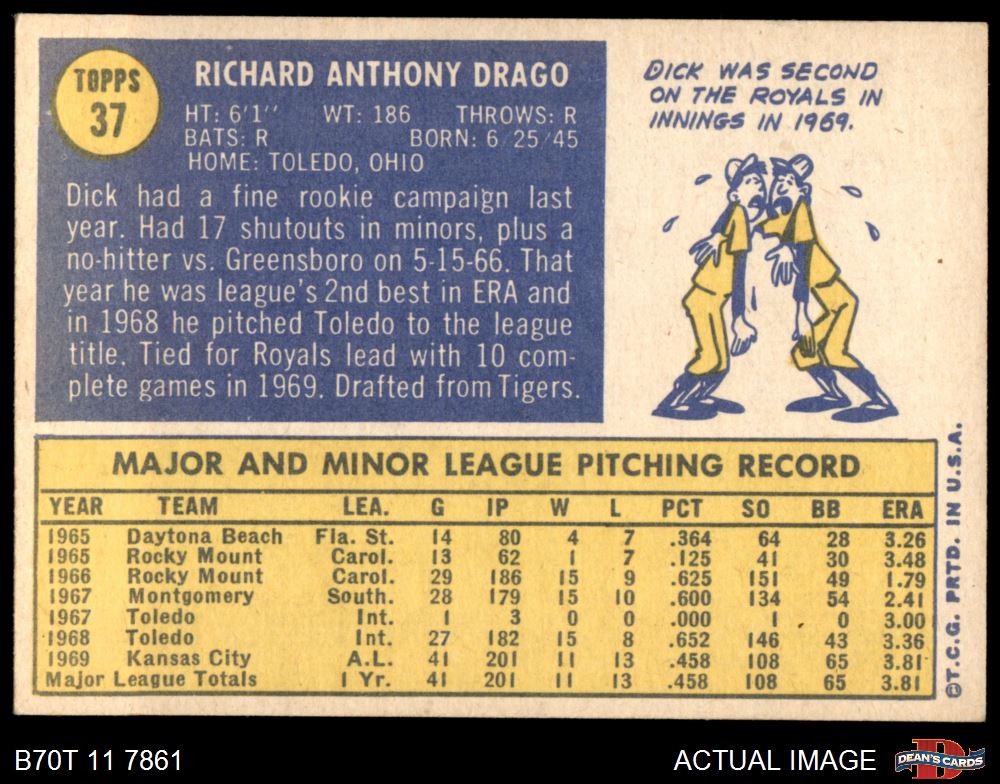 TOPPS
37
RICHARD ANTHONY DRAGO
HT: 6'1'' WT: 186 THROWS: R
BATS: R BORN: 6 25 45
HOME: TOLEDO, OHIO
Dick had a fine rookie campaign last
year. Had 17 shutouts in minors, plus a
no-hitter vs. Greensboro on 5-15-66. That
year he was league's 2nd best in ERA and
in 1968 he pitched Toledo to the league
title. Tied for Royals lead with 10 com-
plete games in 1969. Drafted from Tigers.
DICK WAS SECOND
ON THE ROYALS IN
INNINGS IN 1969.
MAJOR AND MINOR LEAGUE PITCHING RECORD
YEAR TEAM LEA. G IP W L PCT SO BB ERA
1965 Daytona Beach Fla. St. 14 80 4 7 .364 64 28 3.26
1965 Rocky Mount Carol. 13 62 1 7 .125 41 30 3.48
1966 Rocky Mount Carol. 29 186 15 9 .625 151 49 1.79
1967 Montgomery South. 28 179 15 10 .600 134 54 2.41
1967 Toledo Int. 1 3 0 0 .000 1 0 3.00
1968 Toledo Int. 27 182 15 8 .652 146 43 3.36
1969 Kansas City A.L. 41 201 11 13 .458 108 65 3.81
Major League Totals 1 Yr. 41 201 11 13 .458 108 65 3.81
©T.C.G. PRTD. IN U.S.A.
B70T 11 7861
ACTUAL IMAGE
D
DEAN'S CARDS